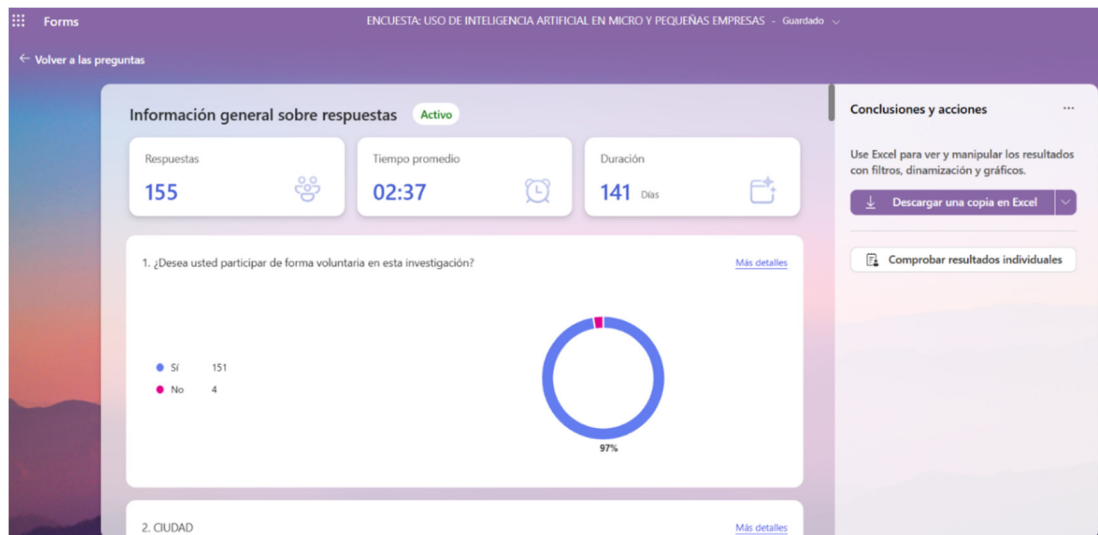 Forms
ENCUESTA: USO DE INTELIGENCIA ARTIFICIAL EN MICRO Y PEQUEÑAS EMPRESAS - Guardado
Volver a las preguntas
Información general sobre respuestas
Activo
Respuestas
155
Tiempo promedio
02:37
Duración
141 Días
1. ¿Desea usted participar de forma voluntaria en esta investigación?
Más detalles
Sí 151
No 4
97%
2. CIUDAD
Más detalles
Conclusiones y acciones
...
Use Excel para ver y manipular los resultados
con filtros, dinamización y gráficos.
Descargar una copia en Excel
Comprobar resultados individuales